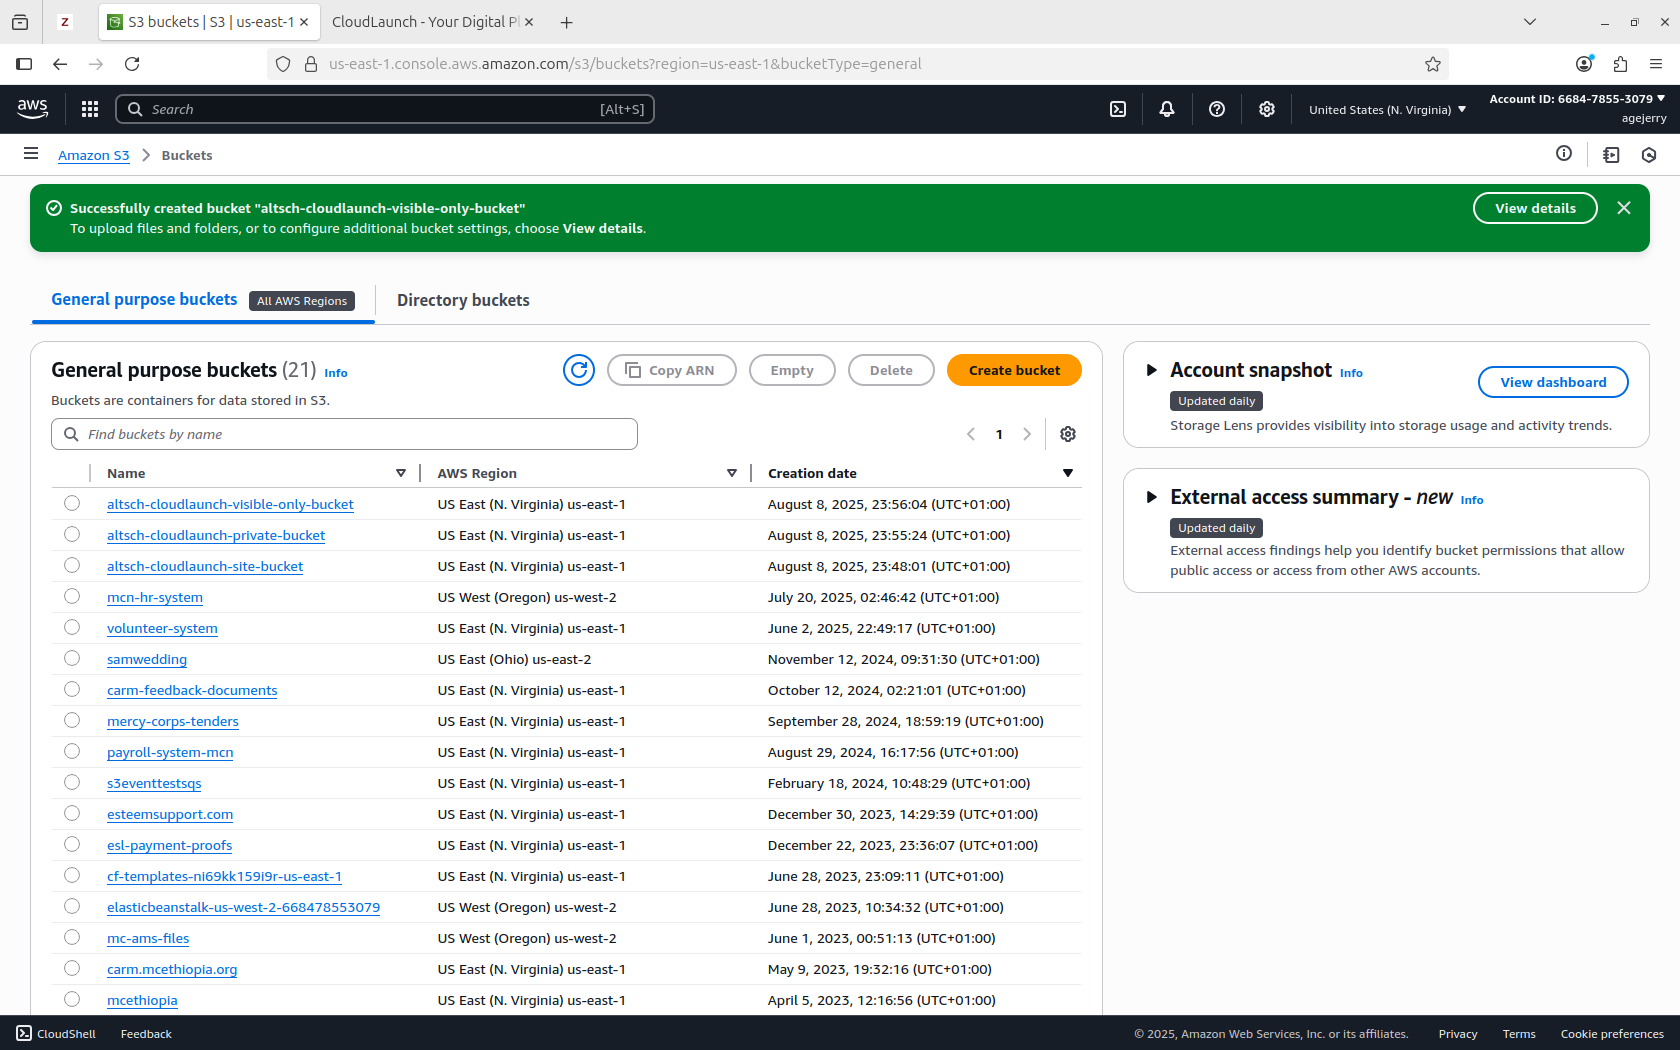 Z
S3 buckets | S3 | us-east-1
CloudLaunch - Your Digital Pl
us-east-1.console.aws.amazon.com/s3/buckets?region=us-east-1&bucketType=general
aws
Search
[Alt+S]
United States (N. Virginia)
Account ID: 6684-7855-3079
agejerry
Amazon S3
Buckets
Successfully created bucket "altsch-cloudlaunch-visible-only-bucket"
To upload files and folders, or to configure additional bucket settings, choose View details.
View details
General purpose buckets
All AWS Regions
Directory buckets
General purpose buckets (21) Info
Copy ARN
Empty
Delete
Create bucket
Buckets are containers for data stored in S3.
Find buckets by name
1
Name AWS Region Creation date
altsch-cloudlaunch-visible-only-bucket US East (N. Virginia) us-east-1 August 8, 2025, 23:56:04 (UTC+01:00)
altsch-cloudlaunch-private-bucket US East (N. Virginia) us-east-1 August 8, 2025, 23:55:24 (UTC+01:00)
altsch-cloudlaunch-site-bucket US East (N. Virginia) us-east-1 August 8, 2025, 23:48:01 (UTC+01:00)
mcn-hr-system US West (Oregon) us-west-2 July 20, 2025, 02:46:42 (UTC+01:00)
volunteer-system US East (N. Virginia) us-east-1 June 2, 2025, 22:49:17 (UTC+01:00)
samwedding US East (Ohio) us-east-2 November 12, 2024, 09:31:30 (UTC+01:00)
carm-feedback-documents US East (N. Virginia) us-east-1 October 12, 2024, 02:21:01 (UTC+01:00)
mercy-corps-tenders US East (N. Virginia) us-east-1 September 28, 2024, 18:59:19 (UTC+01:00)
payroll-system-mcn US East (N. Virginia) us-east-1 August 29, 2024, 16:17:56 (UTC+01:00)
s3eventtestsqs US East (N. Virginia) us-east-1 February 18, 2024, 10:48:29 (UTC+01:00)
esteemsupport.com US East (N. Virginia) us-east-1 December 30, 2023, 14:29:39 (UTC+01:00)
esl-payment-proofs US East (N. Virginia) us-east-1 December 22, 2023, 23:36:07 (UTC+01:00)
cf-templates-ni69kk159i9r-us-east-1 US East (N. Virginia) us-east-1 June 28, 2023, 23:09:11 (UTC+01:00)
elasticbeanstalk-us-west-2-668478553079 US West (Oregon) us-west-2 June 28, 2023, 10:34:32 (UTC+01:00)
mc-ams-files US West (Oregon) us-west-2 June 1, 2023, 00:51:13 (UTC+01:00)
carm.mcethiopia.org US East (N. Virginia) us-east-1 May 9, 2023, 19:32:16 (UTC+01:00)
mcethiopia US East (N. Virginia) us-east-1 April 5, 2023, 12:16:56 (UTC+01:00)
Account snapshot Info
View dashboard
Updated daily
Storage Lens provides visibility into storage usage and activity trends.
External access summary - new Info
Updated daily
External access findings help you identify bucket permissions that allow
public access or access from other AWS accounts.
CloudShell
Feedback
© 2025, Amazon Web Services, Inc. or its affiliates.
Privacy
Terms
Cookie preferences